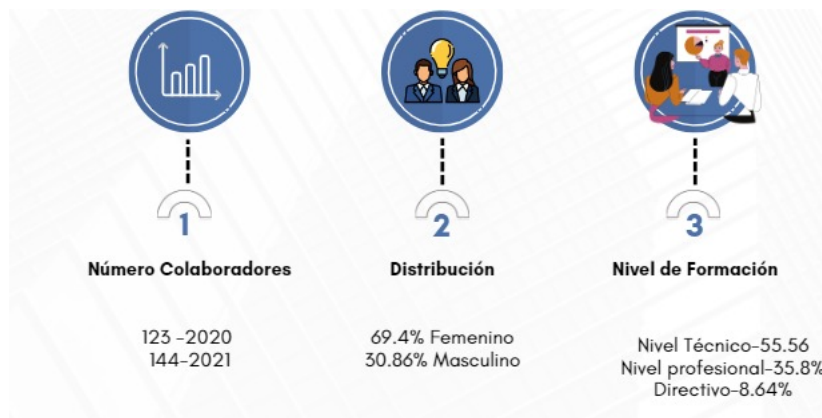 1
Número Colaboradores
123 -2020
144-2021
2
Distribución
69.4% Femenino
30.86% Masculino
3
Nivel de Formación
Nivel Técnico-55.56
Nivel profesional-35.8%
Directivo-8.64%